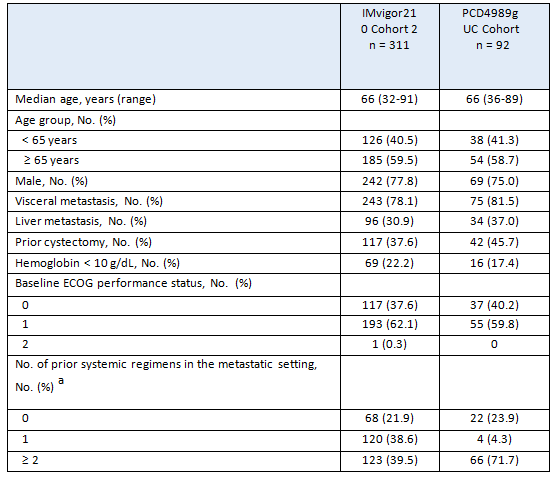 IMvigor21 PCD4989g
0 Cohort 2 UC Cohort
n = 311 n = 92
Median age, years (range) 66 (32-91) 66 (36-89)
Age group, No. (%)
< 65 years 126 (40.5) 38 (41.3)
≥ 65 years 185 (59.5) 54 (58.7)
Male, No. (%) 242 (77.8) 69 (75.0)
Visceral metastasis, No. (%) 243 (78.1) 75 (81.5)
Liver metastasis, No. (%) 96 (30.9) 34 (37.0)
Prior cystectomy, No. (%) 117 (37.6) 42 (45.7)
Hemoglobin < 10 g/dL, No. (%) 69 (22.2) 16 (17.4)
Baseline ECOG performance status, No. (%)
0 117 (37.6) 37 (40.2)
1 193 (62.1) 55 (59.8)
2 1 (0.3) 0
No. of prior systemic regimens in the metastatic setting,
No. (%) a
0 68 (21.9) 22 (23.9)
1 120 (38.6) 4 (4.3)
≥ 2 123 (39.5) 66 (71.7)